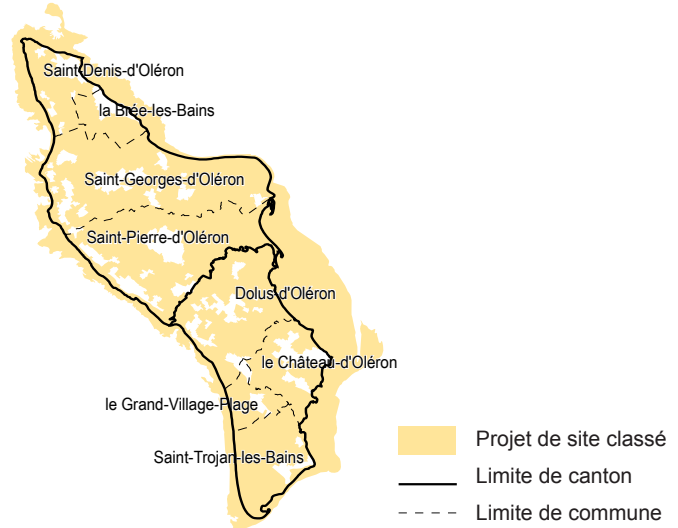 Saint-Denis-d'Oléron
la Brée-les-Bains
Saint-Georges-d'Oléron
Saint-Pierre-d'Oléron
Dolus-d'Oléron
le Château-d'Oléron
le Grand-Village-Plage
Saint-Trojan-les-Bains
Projet de site classé
Limite de canton
Limite de commune